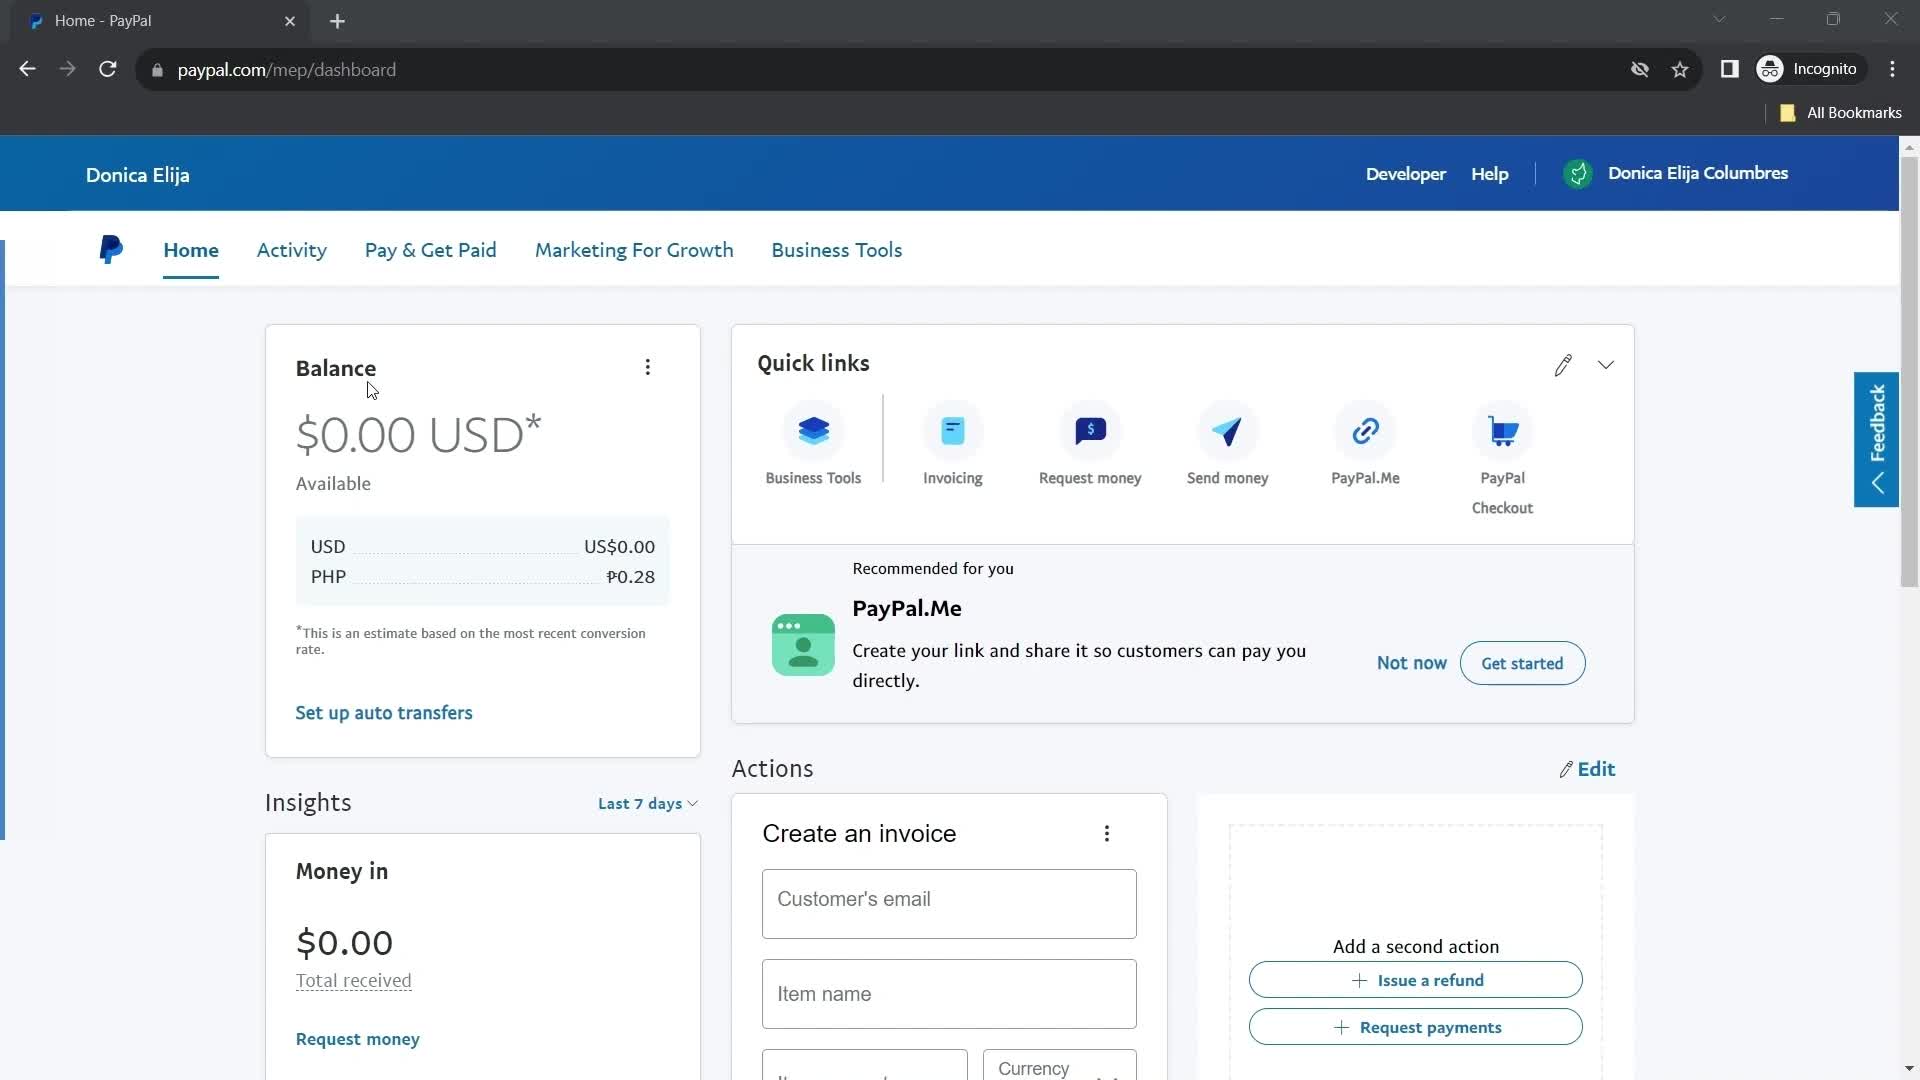 Home - PayPal
paypal.com/mep/dashboard
Incognito
All Bookmarks
Donica Elija
Developer
Help
Donica Elija Columbres
Home
Activity
Pay & Get Paid
Marketing For Growth
Business Tools
Balance
$0.00 USD*
Available
USD US$0.00
PHP ₱0.28
*This is an estimate based on the most recent conversion
rate.
Set up auto transfers
Quick links
Business Tools
Invoicing
Request money
Send money
PayPal.Me
PayPal
Checkout
Recommended for you
PayPal.Me
Create your link and share it so customers can pay you
directly.
Not now
Get started
Feedback
Insights
Last 7 days
Money in
$0.00
Total received
Request money
Actions
Edit
Create an invoice
Customer's email
Item name
Currency
Add a second action
Issue a refund
Request payments